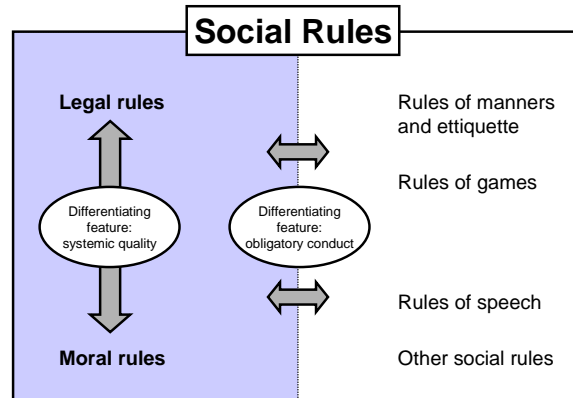 Social Rules
Legal rules
Rules of manners
and ettiquette
Rules of games
Differentiating
feature:
systemic quality
Differentiating
feature:
obligatory conduct
Rules of speech
Moral rules
Other social rules